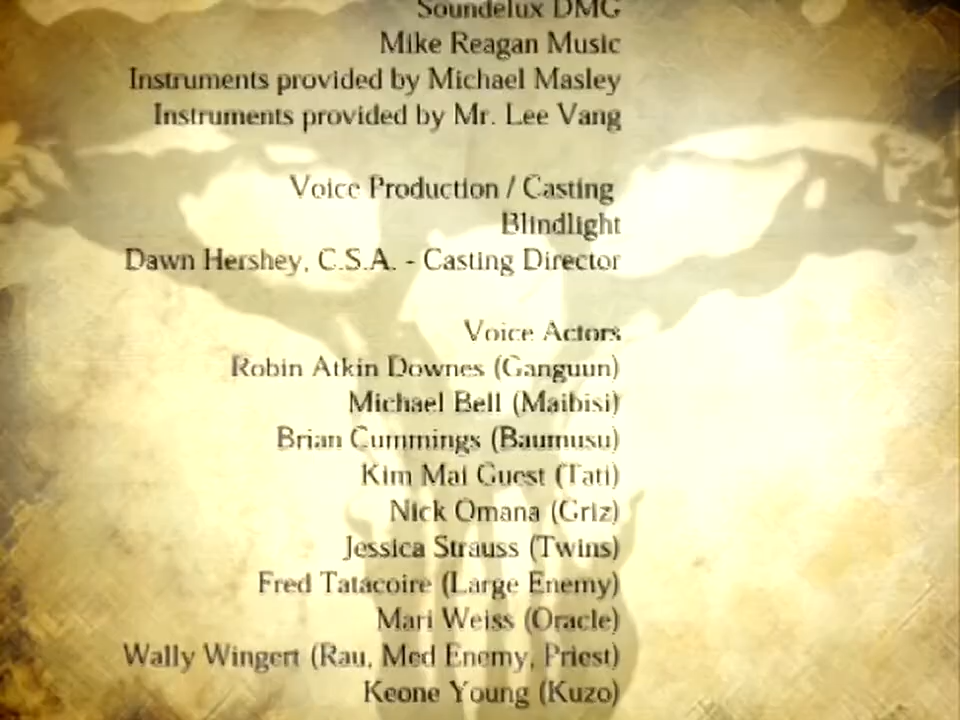 Soundelux DMG
Mike Reagan Music
Instruments provided by Michael Masley
Instruments provided by Mr. Lee Vang
Voice Production / Casting
Blindlight
Dawn Hershey, C.S.A. - Casting Director
Voice Actors
Robin Atkin Downes (Ganguun)
Michael Bell (Maibisi)
Brian Cummings (Baumusu)
Kim Mai Guest (Tati)
Nick Omana (Griz)
Jessica Strauss (Twins)
Fred Tatacoire (Large Enemy)
Mari Weiss (Oracle)
Wally Wingert (Rau, Med Enemy, Priest)
Keone Young (Kuzo)